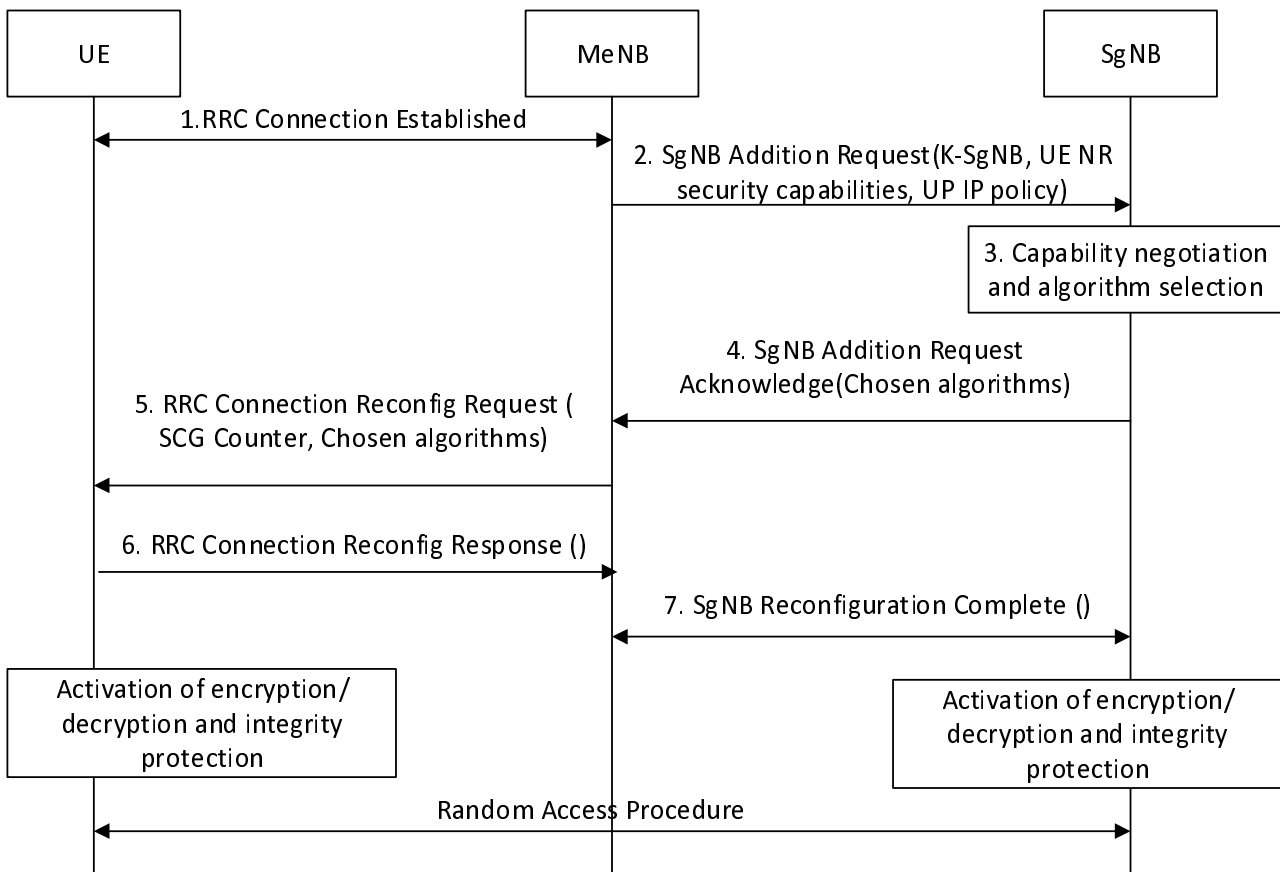 UE
MeNB
SgNB
1.RRC Connection Established
2. SgNB Addition Request(K-SgNB, UE NR
security capabilities, UP IP policy)
3. Capability negotiation
and algorithm selection
4. SgNB Addition Request
Acknowledge(Chosen algorithms)
5. RRC Connection Reconfig Request (
SCG Counter, Chosen algorithms)
6. RRC Connection Reconfig Response ()
7. SgNB Reconfiguration Complete ()
Activation of encryption/
decryption and integrity
protection
Activation of encryption/
decryption and integrity
protection
Random Access Procedure